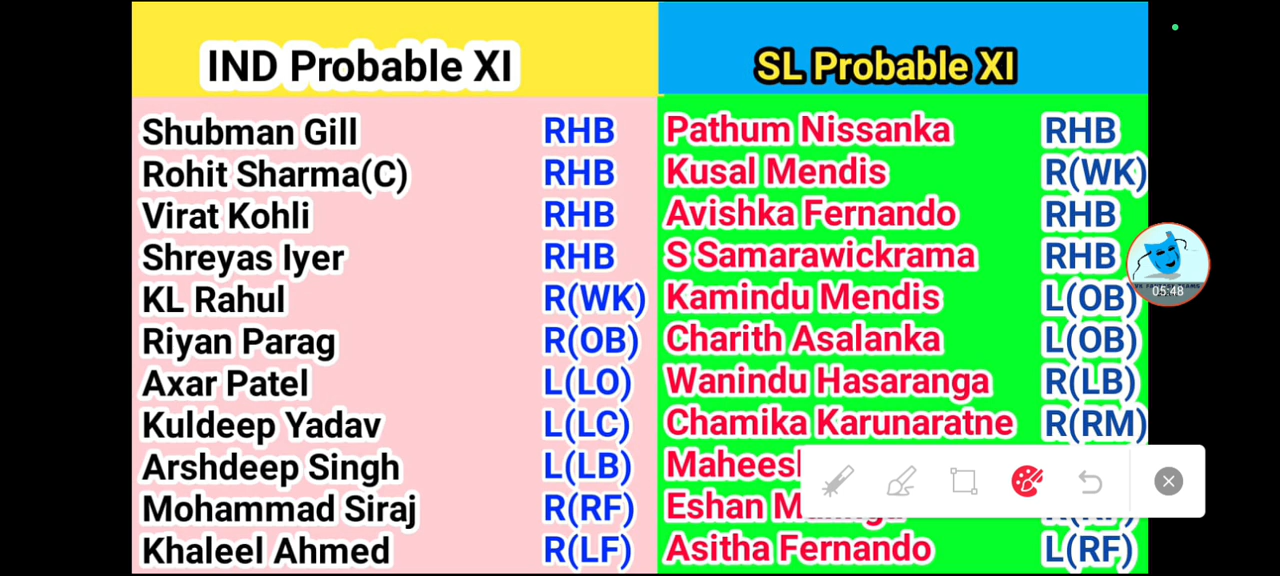 IND Probable XI
SL Probable XI
Shubman Gill RHB
Rohit Sharma(C) RHB
Virat Kohli RHB
Shreyas Iyer RHB
KL Rahul R(WK)
Riyan Parag R(OB)
Axar Patel L(LO)
Kuldeep Yadav L(LC)
Arshdeep Singh L(LB)
Mohammad Siraj R(RF)
Khaleel Ahmed R(LF)
Pathum Nissanka RHB
Kusal Mendis R(WK)
Avishka Fernando RHB
S Samarawickrama RHB
Kamindu Mendis L(OB)
Charith Asalanka L(OB)
Wanindu Hasaranga R(LB)
Chamika Karunaratne R(RM)
Eshan
Asitha Fernando L(RF)
05:48